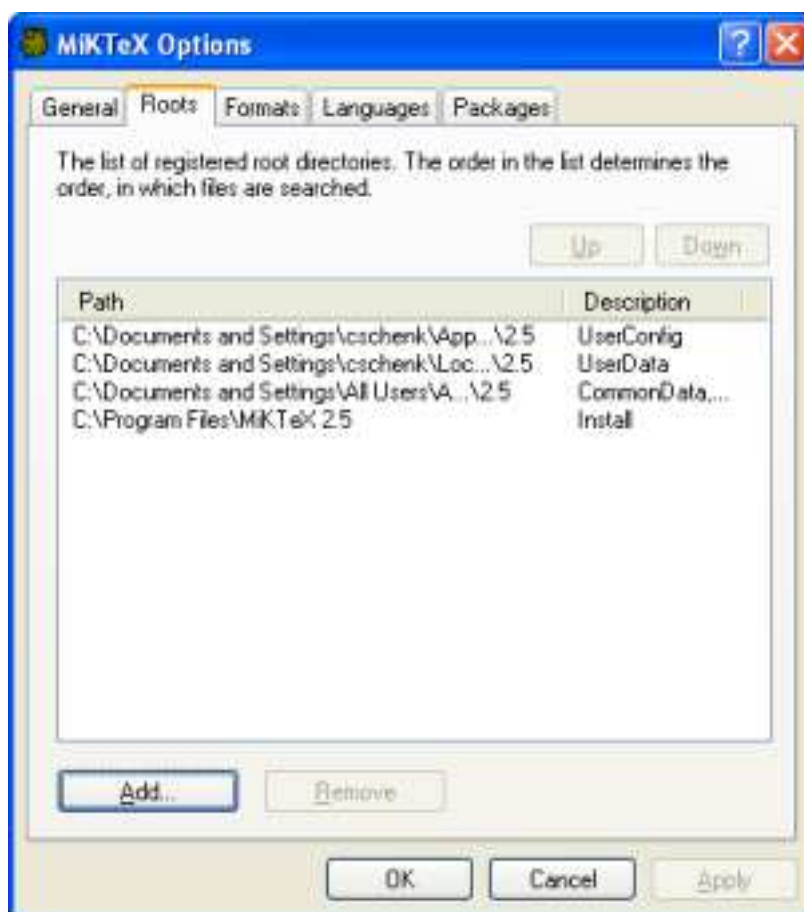 MiKTeX Options
General Roots Formats Languages Packages
The list of registered root directories. The order in the list determines the
order, in which files are searched.
Up Down
Path Description
C:\Documents and Settings\cschenk\App...\2.5 UserConfig
C:\Documents and Settings\cschenk\Loc...\2.5 UserData
C:\Documents and Settings\All Users\A...\2.5 CommonData,...
C:\Program Files\MiKTeX 2.5 Install
Add... Remove
OK Cancel Apply